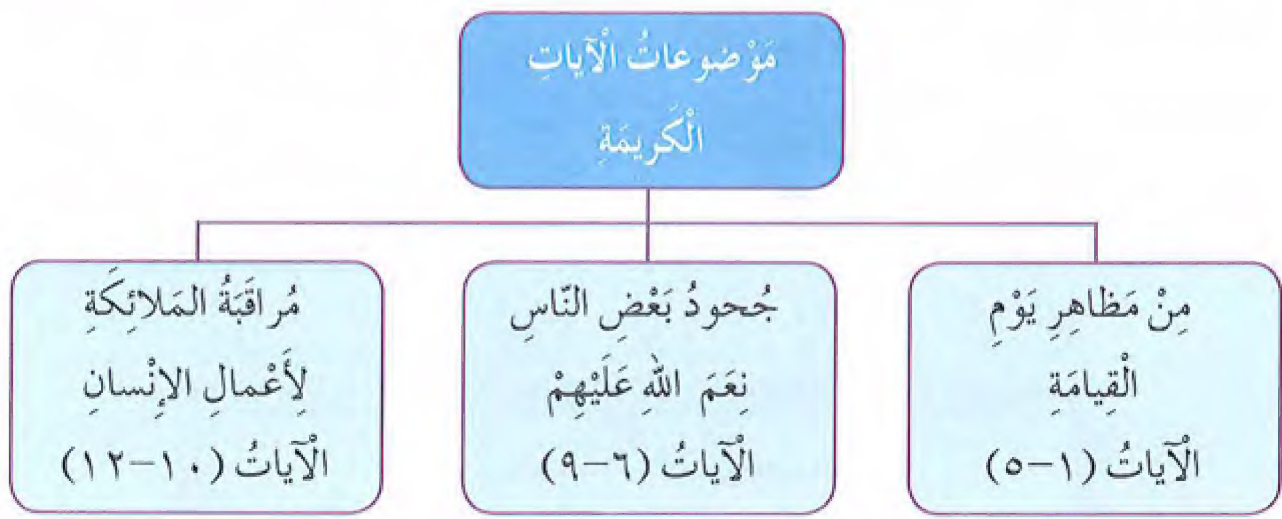 مَوْضوعاتُ الْآياتِ
الْكَريمَةِ
مِنْ مَظاهِرِ يَوْمِ
الْقِيامَةِ
الْآياتُ (١-٥)
جُحودُ بَعْضِ النّاسِ
نِعَمَ اللهِ عَلَيْهِمْ
الْآياتُ (٦-٩)
مُراقَبَةُ المَلائِكَةِ
لِأَعْمالِ الإِنْسانِ
الْآياتُ (١٠-١٢)